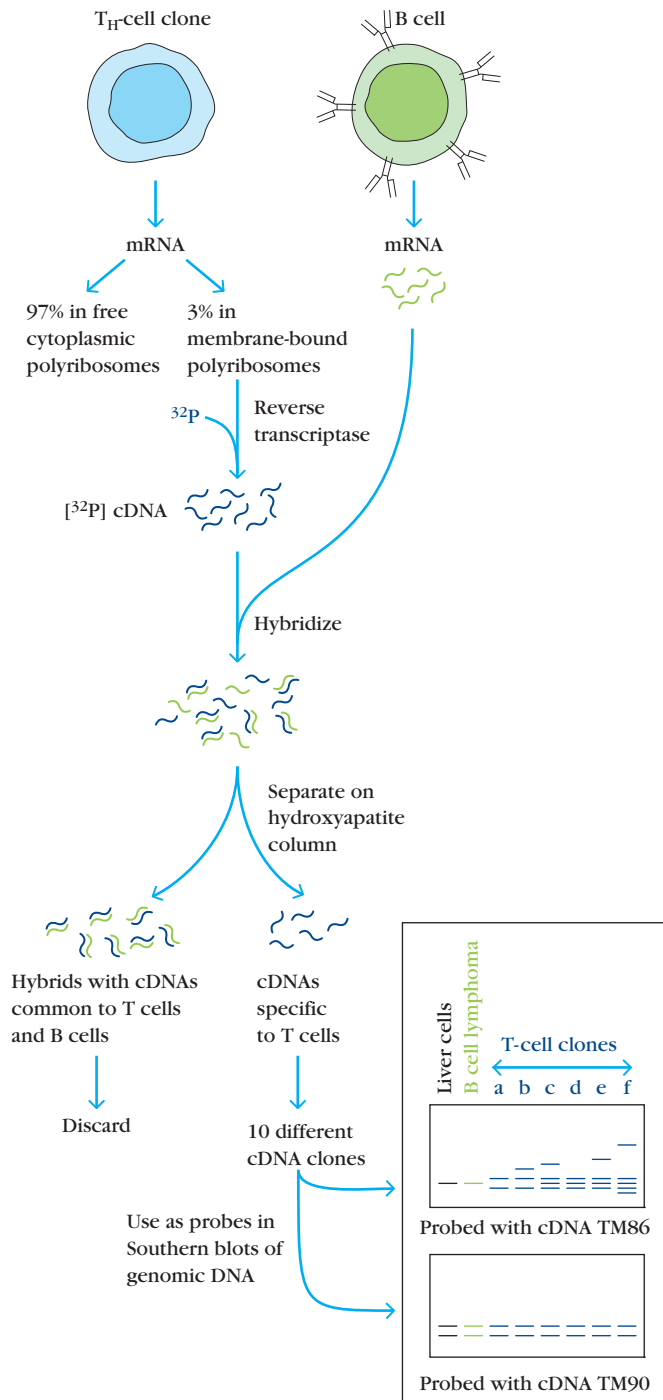 T_H-cell clone
B cell
mRNA
mRNA
97% in free
cytoplasmic
polyribosomes
3% in
membrane-bound
polyribosomes
³²P
Reverse
transcriptase
[³²P] cDNA
Hybridize
Separate on
hydroxyapatite
column
Hybrids with cDNAs
common to T cells
and B cells
cDNAs
specific
to T cells
Discard
10 different
cDNA clones
Use as probes in
Southern blots of
genomic DNA
Liver cells
B cell lymphoma
T-cell clones
a b c d e f
Probed with cDNA TM86
Probed with cDNA TM90